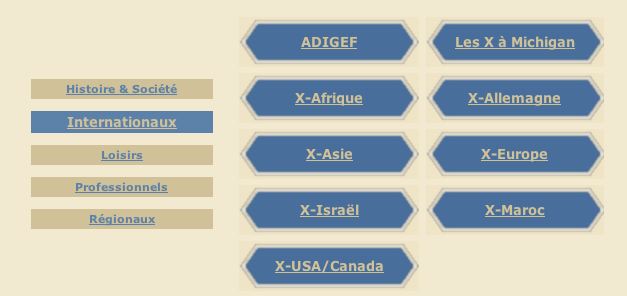 Histoire & Société
Internationaux
Loisirs
Professionnels
Régionaux
ADIGEF
Les X à Michigan
X-Afrique
X-Allemagne
X-Asie
X-Europe
X-Israël
X-Maroc
X-USA/Canada